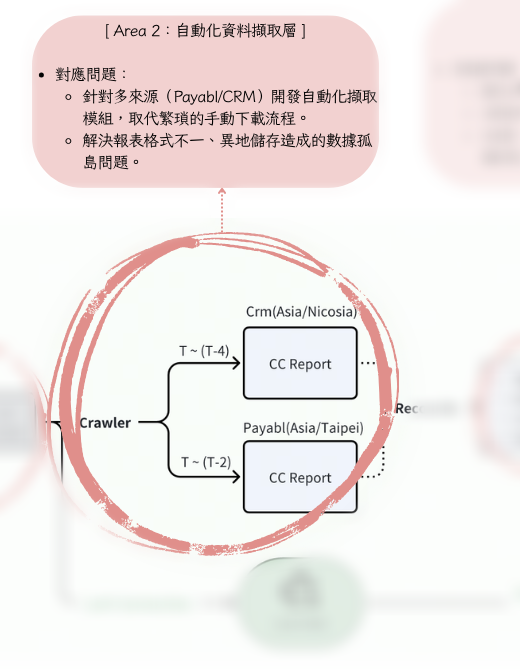 [ Area 2：自動化資料擷取層 ]
• 對應問題：
◦ 針對多來源（Payabl/CRM）開發自動化擷取
模組，取代繁瑣的手動下載流程。
◦ 解決報表格式不一、異地儲存造成的數據孤
島問題。
Crm(Asia/Nicosia)
T ~ (T-4)
CC Report
Crawler
Payabl(Asia/Taipei)
T ~ (T-2)
CC Report